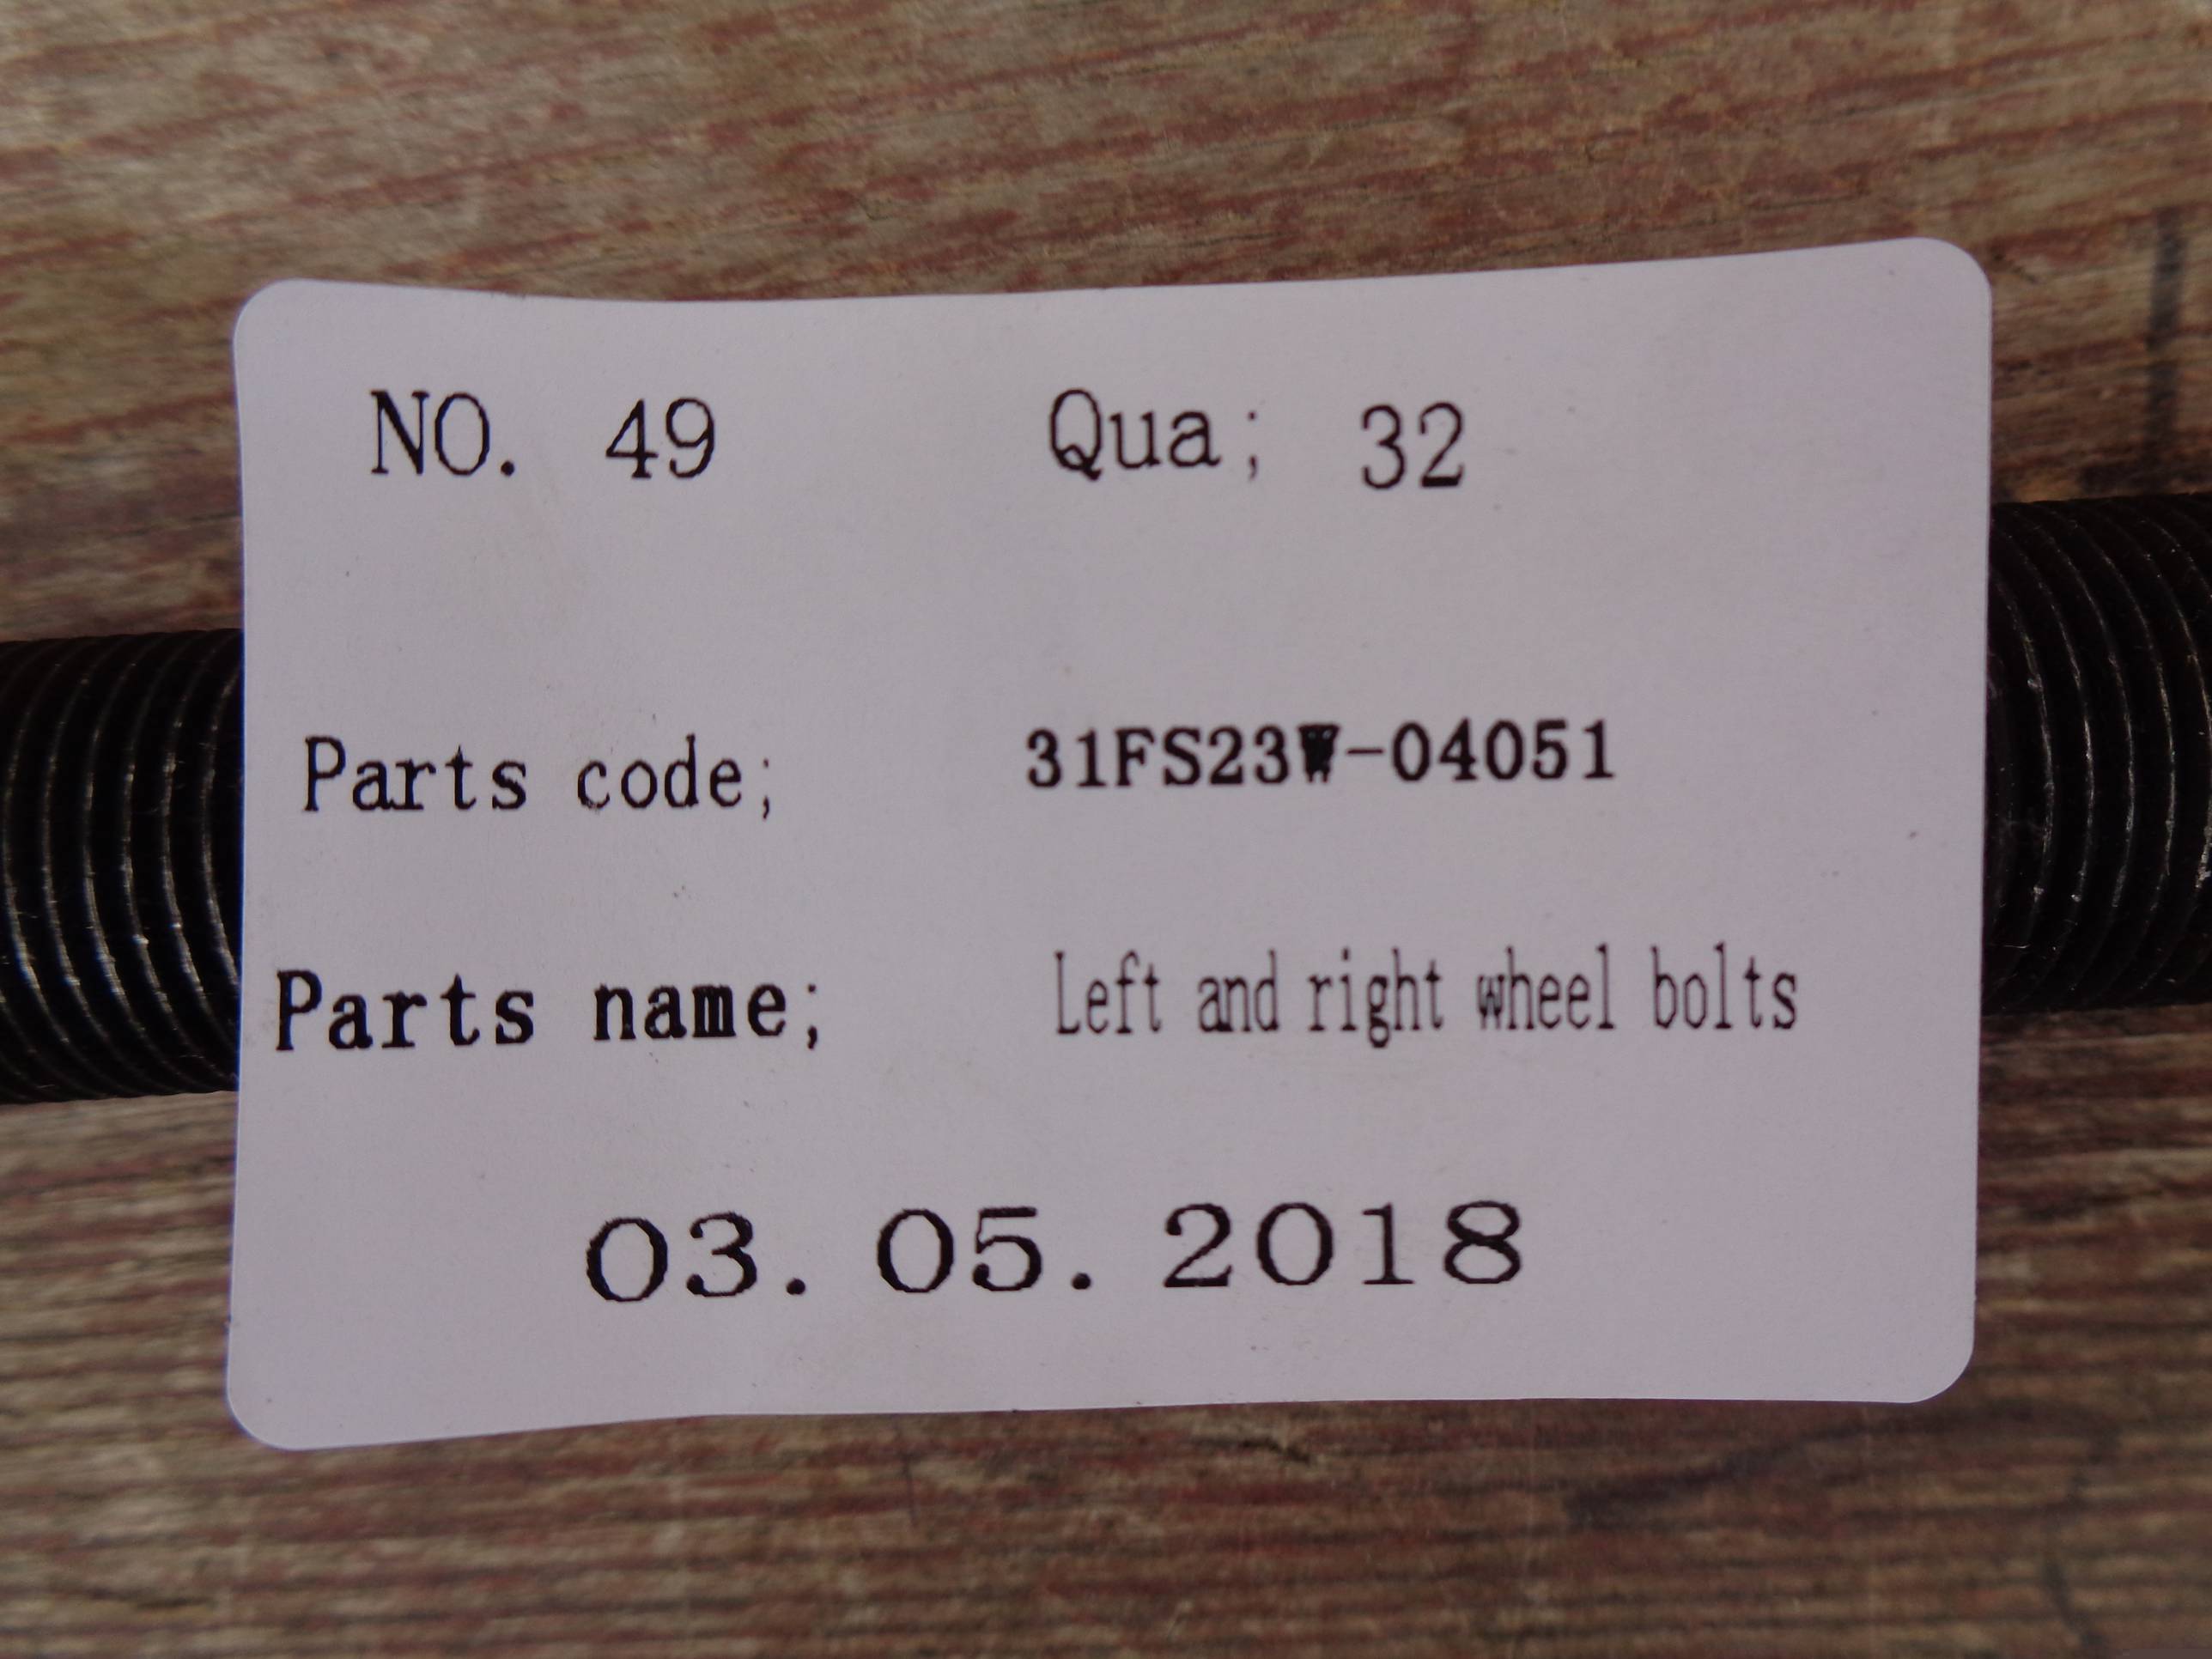 NO. 49 Qua; 32
Parts code; 31FS23W-04051
Parts name; Left and right wheel bolts
03. 05. 2018